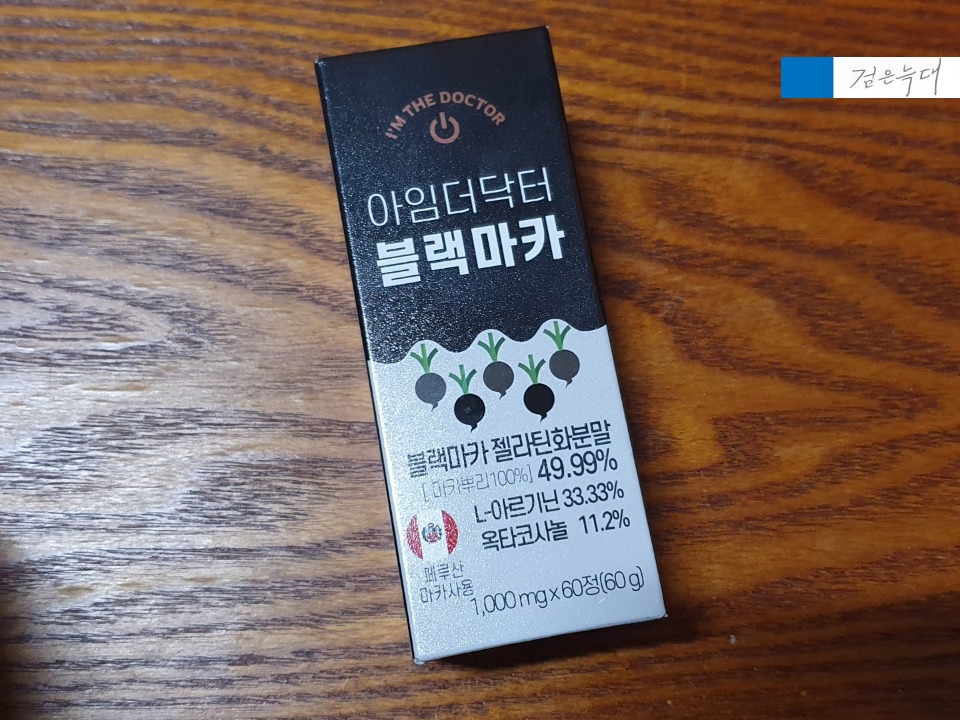 검은늑대
I'M THE DOCTOR
아임더닥터
블랙마카
블랙마카 젤라틴화분말
[마카뿌리100%] 49.99%
L-아르기닌 33.33%
옥타코사놀 11.2%
페루산
마카사용
1,000 mg x 60정(60 g)